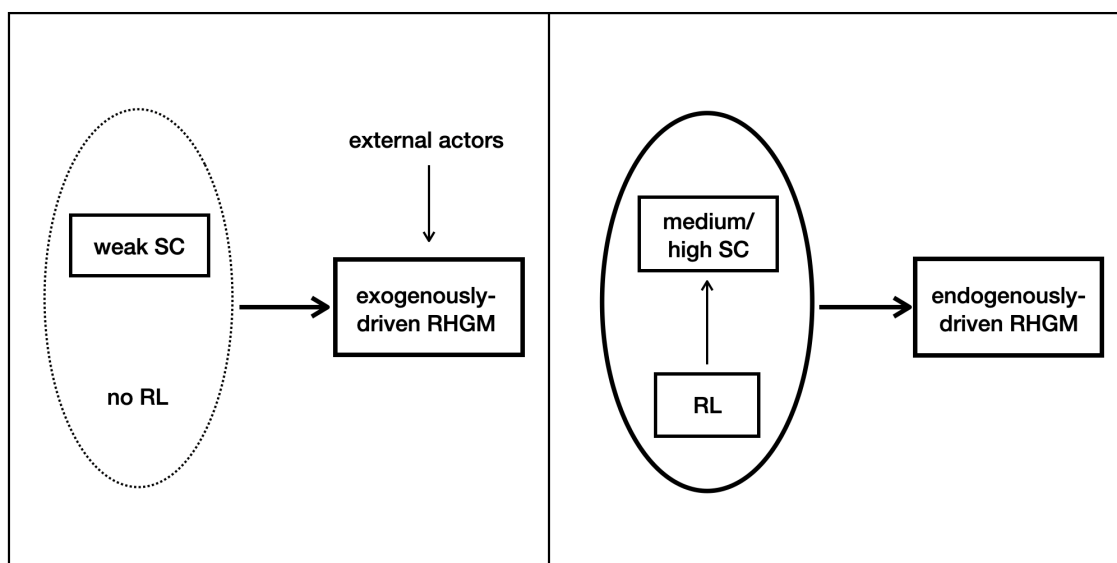 external actors
weak SC
exogenously-
driven RHGM
no RL
medium/
high SC
RL
endogenously-
driven RHGM